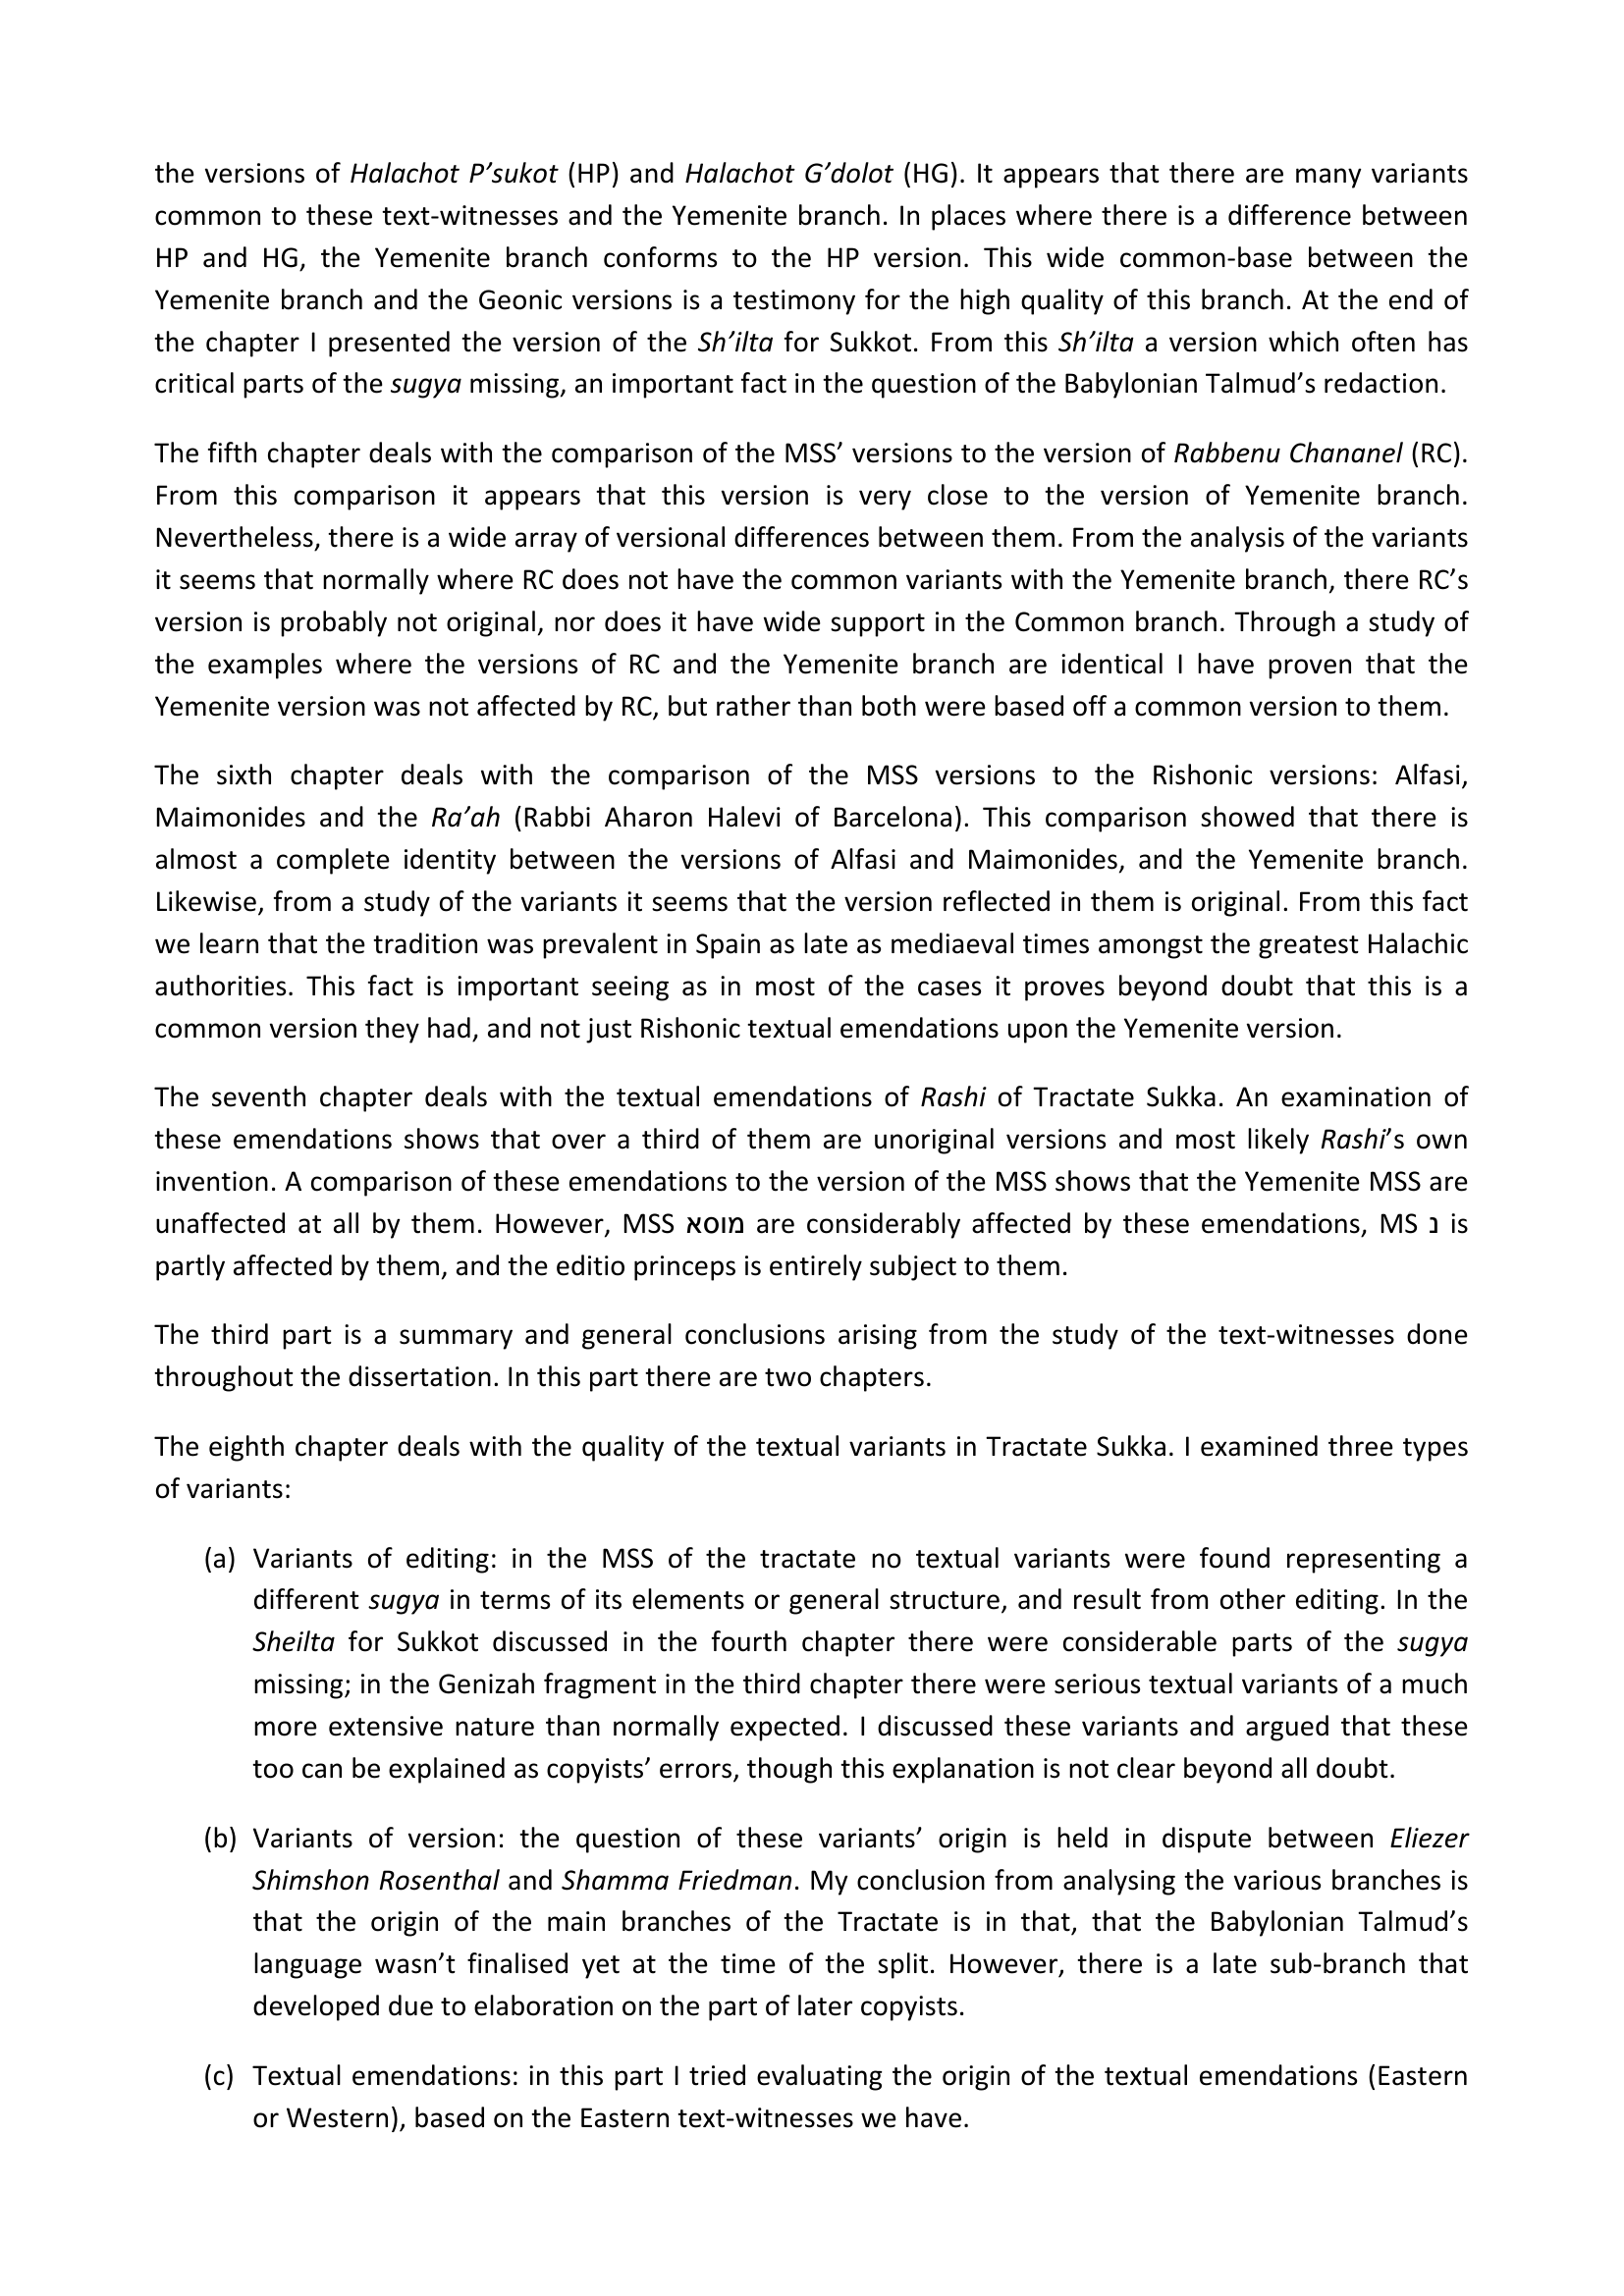 the versions of Halachot P’sukot (HP) and Halachot G’dolot (HG). It appears that there are many variants
common to these text-witnesses and the Yemenite branch. In places where there is a difference between
HP and HG, the Yemenite branch conforms to the HP version. This wide common-base between the
Yemenite branch and the Geonic versions is a testimony for the high quality of this branch. At the end of
the chapter I presented the version of the Sh’ilta for Sukkot. From this Sh’ilta a version which often has
critical parts of the sugya missing, an important fact in the question of the Babylonian Talmud’s redaction.
The fifth chapter deals with the comparison of the MSS’ versions to the version of Rabbenu Chananel (RC).
From this comparison it appears that this version is very close to the version of Yemenite branch.
Nevertheless, there is a wide array of versional differences between them. From the analysis of the variants
it seems that normally where RC does not have the common variants with the Yemenite branch, there RC’s
version is probably not original, nor does it have wide support in the Common branch. Through a study of
the examples where the versions of RC and the Yemenite branch are identical I have proven that the
Yemenite version was not affected by RC, but rather than both were based off a common version to them.
The sixth chapter deals with the comparison of the MSS versions to the Rishonic versions: Alfasi,
Maimonides and the Ra’ah (Rabbi Aharon Halevi of Barcelona). This comparison showed that there is
almost a complete identity between the versions of Alfasi and Maimonides, and the Yemenite branch.
Likewise, from a study of the variants it seems that the version reflected in them is original. From this fact
we learn that the tradition was prevalent in Spain as late as mediaeval times amongst the greatest Halachic
authorities. This fact is important seeing as in most of the cases it proves beyond doubt that this is a
common version they had, and not just Rishonic textual emendations upon the Yemenite version.
The seventh chapter deals with the textual emendations of Rashi of Tractate Sukka. An examination of
these emendations shows that over a third of them are unoriginal versions and most likely Rashi’s own
invention. A comparison of these emendations to the version of the MSS shows that the Yemenite MSS are
unaffected at all by them. However, MSS מוסא are considerably affected by these emendations, MS נ is
partly affected by them, and the editio princeps is entirely subject to them.
The third part is a summary and general conclusions arising from the study of the text-witnesses done
throughout the dissertation. In this part there are two chapters.
The eighth chapter deals with the quality of the textual variants in Tractate Sukka. I examined three types
of variants:
(a) Variants of editing: in the MSS of the tractate no textual variants were found representing a
different sugya in terms of its elements or general structure, and result from other editing. In the
Sheilta for Sukkot discussed in the fourth chapter there were considerable parts of the sugya
missing; in the Genizah fragment in the third chapter there were serious textual variants of a much
more extensive nature than normally expected. I discussed these variants and argued that these
too can be explained as copyists’ errors, though this explanation is not clear beyond all doubt.
(b) Variants of version: the question of these variants’ origin is held in dispute between Eliezer
Shimshon Rosenthal and Shamma Friedman. My conclusion from analysing the various branches is
that the origin of the main branches of the Tractate is in that, that the Babylonian Talmud’s
language wasn’t finalised yet at the time of the split. However, there is a late sub-branch that
developed due to elaboration on the part of later copyists.
(c) Textual emendations: in this part I tried evaluating the origin of the textual emendations (Eastern
or Western), based on the Eastern text-witnesses we have.